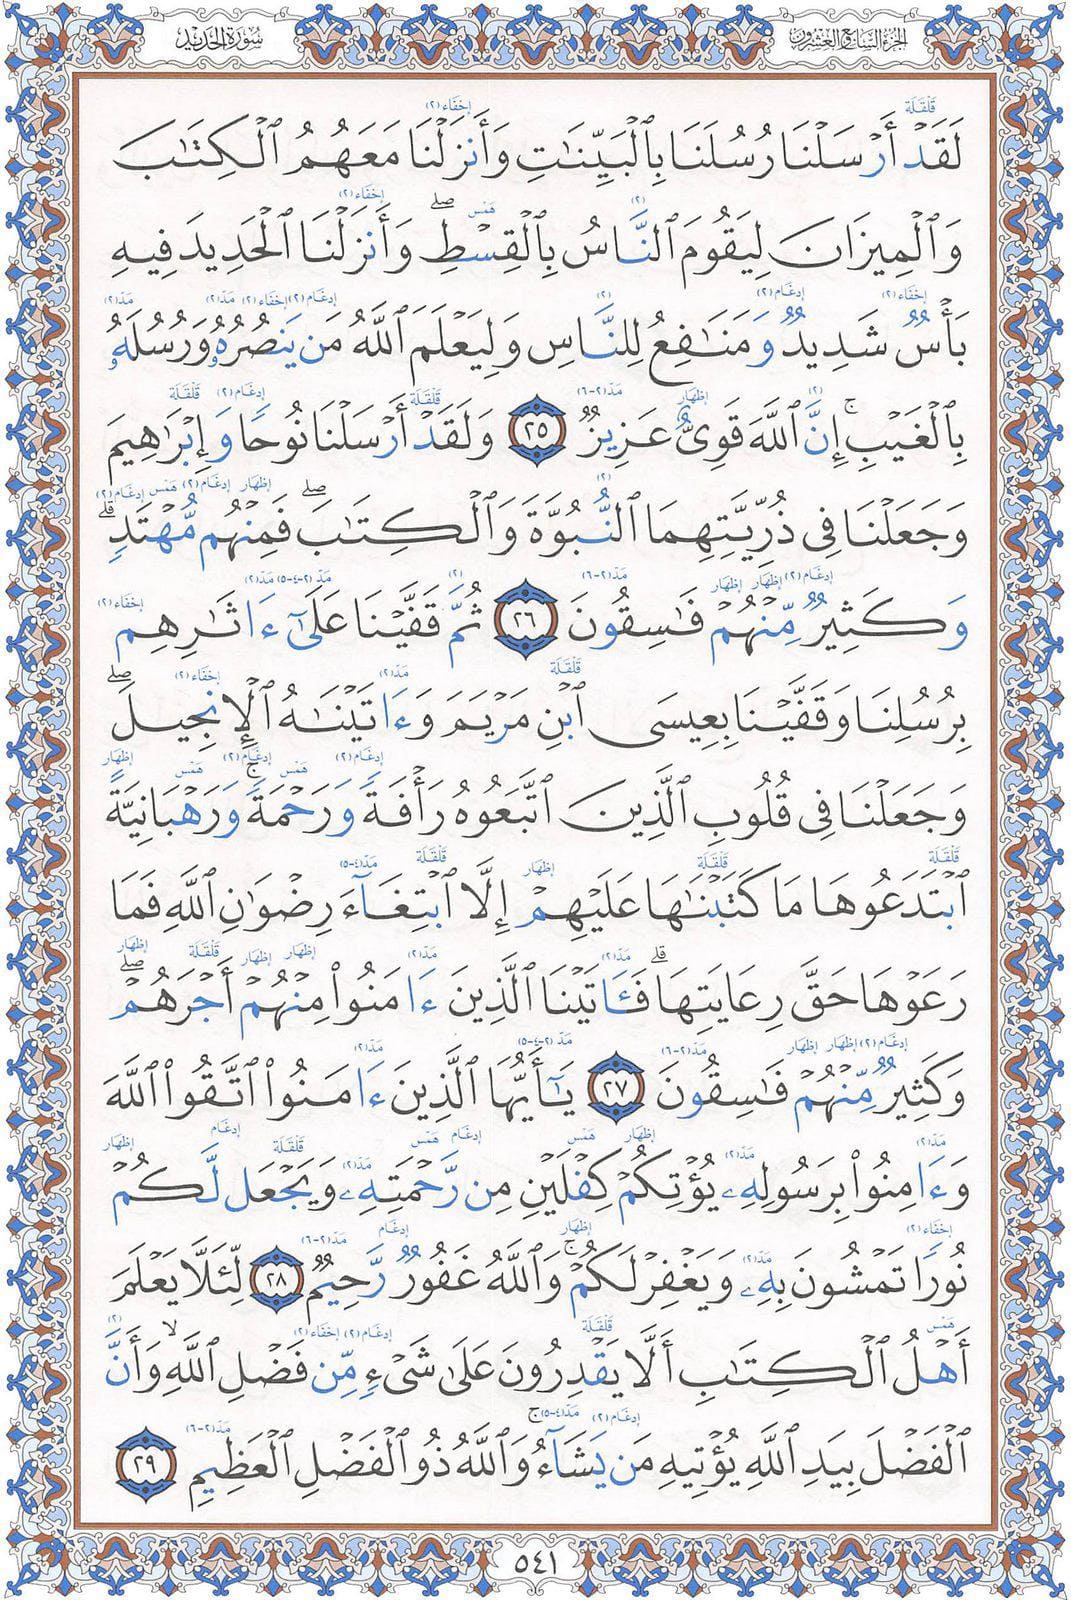 الجزء السابع والعشرون
سورة الحديد
لَقَدْ أَرْسَلْنَا رُسُلَنَا بِالْبَيِّنَٰتِ وَأَنزَلْنَا مَعَهُمُ الْكِتَٰبَ
وَالْمِيزَانَ لِيَقُومَ النَّاسُ بِالْقِسْطِ ۖ وَأَنزَلْنَا الْحَدِيدَ فِيهِ
بَأْسٌ شَدِيدٌ وَمَنَٰفِعُ لِلنَّاسِ وَلِيَعْلَمَ اللَّهُ مَن يَنصُرُهُۥ وَرُسُلَهُۥ
بِالْغَيْبِ ۚ إِنَّ اللَّهَ قَوِيٌّ عَزِيزٌ ٢٥ وَلَقَدْ أَرْسَلْنَا نُوحًا وَإِبْرَٰهِيمَ
وَجَعَلْنَا فِى ذُرِّيَّتِهِمَا النُّبُوَّةَ وَالْكِتَٰبَ ۖ فَمِنْهُم مُّهْتَدٍ ۖ
وَكَثِيرٌ مِّنْهُمْ فَٰسِقُونَ ٢٦ ثُمَّ قَفَّيْنَا عَلَىٰٓ ءَاثَٰرِهِم
بِرُسُلِنَا وَقَفَّيْنَا بِعِيسَى ابْنِ مَرْيَمَ وَءَاتَيْنَٰهُ الْإِنجِيلَ ۖ
وَجَعَلْنَا فِى قُلُوبِ الَّذِينَ اتَّبَعُوهُ رَأْفَةً وَرَحْمَةً ۚ وَرَهْبَانِيَّةً
ابْتَدَعُوهَا مَا كَتَبْنَٰهَا عَلَيْهِمْ إِلَّا ابْتِغَآءَ رِضْوَٰنِ اللَّهِ فَمَا
رَعَوْهَا حَقَّ رِعَايَتِهَا ۖ فَـَٔاتَيْنَا الَّذِينَ ءَامَنُوا۟ مِنْهُمْ أَجْرَهُمْ ۖ
وَكَثِيرٌ مِّنْهُمْ فَٰسِقُونَ ٢٧ يَٰٓأَيُّهَا الَّذِينَ ءَامَنُوا۟ اتَّقُوا۟ اللَّهَ
وَءَامِنُوا۟ بِرَسُولِهِۦ يُؤْتِكُمْ كِفْلَيْنِ مِن رَّحْمَتِهِۦ وَيَجْعَل لَّكُمْ
نُورًا تَمْشُونَ بِهِۦ وَيَغْفِرْ لَكُمْ ۚ وَاللَّهُ غَفُورٌ رَّحِيمٌ ٢٨ لِّئَلَّا يَعْلَمَ
أَهْلُ الْكِتَٰبِ أَلَّا يَقْدِرُونَ عَلَىٰ شَىْءٍ مِّن فَضْلِ اللَّهِ ۙ وَأَنَّ
الْفَضْلَ بِيَدِ اللَّهِ يُؤْتِيهِ مَن يَشَآءُ ۚ وَاللَّهُ ذُو الْفَضْلِ الْعَظِيمِ ٢٩
٥٤١